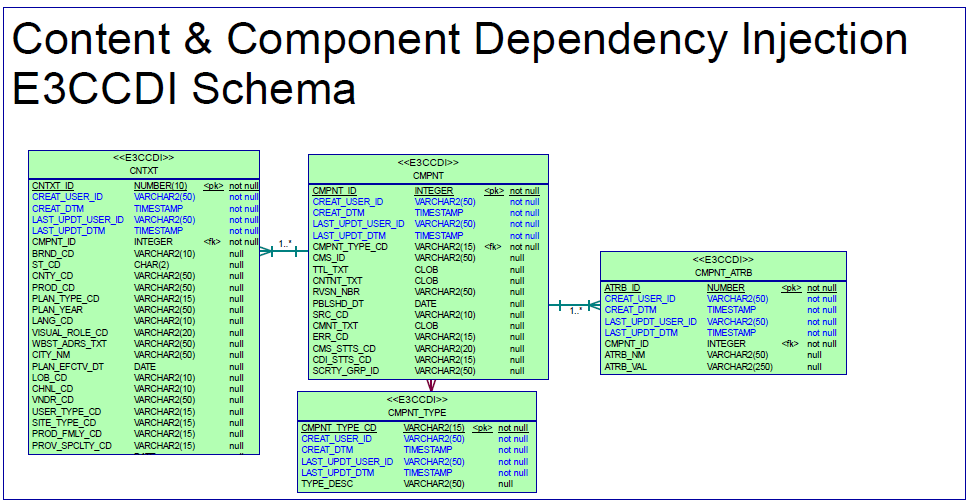 Content & Component Dependency Injection
E3CCDI Schema
<<E3CCDI>>
CNTXT
CNTXT_ID NUMBER(10) <pk> not null
CREAT_USER_ID VARCHAR2(50) not null
CREAT_DTM TIMESTAMP not null
LAST_UPDT_USER_ID VARCHAR2(50) not null
LAST_UPDT_DTM TIMESTAMP not null
CMPNT_ID INTEGER <fk> not null
BRND_CD VARCHAR2(10) null
ST_CD CHAR(2) null
CNTY_CD VARCHAR2(50) null
PROD_CD VARCHAR2(50) null
PLAN_TYPE_CD VARCHAR2(15) null
PLAN_YEAR VARCHAR2(50) null
LANG_CD VARCHAR2(10) null
VISUAL_ROLE_CD VARCHAR2(20) null
WBST_ADRS_TXT VARCHAR2(50) null
CITY_NM VARCHAR2(50) null
PLAN_EFCTV_DT DATE null
LOB_CD VARCHAR2(10) null
CHNL_CD VARCHAR2(10) null
VNDR_CD VARCHAR2(50) null
USER_TYPE_CD VARCHAR2(15) null
SITE_TYPE_CD VARCHAR2(15) null
PROD_FMLY_CD VARCHAR2(15) null
PROV_SPCLTY_CD VARCHAR2(15) null
1..*
<<E3CCDI>>
CMPNT
CMPNT_ID INTEGER <pk> not null
CREAT_USER_ID VARCHAR2(50) not null
CREAT_DTM TIMESTAMP not null
LAST_UPDT_USER_ID VARCHAR2(50) not null
LAST_UPDT_DTM TIMESTAMP not null
CMPNT_TYPE_CD VARCHAR2(15) <fk> not null
CMS_ID VARCHAR2(50) null
TTL_TXT CLOB null
CNTNT_TXT CLOB null
RVSN_NBR VARCHAR2(50) null
PBLSHD_DT DATE null
SRC_CD VARCHAR2(10) null
CMNT_TXT CLOB null
ERR_CD VARCHAR2(15) null
CMS_STTS_CD VARCHAR2(20) null
CDI_STTS_CD VARCHAR2(15) null
SCRTY_GRP_ID VARCHAR2(50) null
1..*
<<E3CCDI>>
CMPNT_ATRB
ATRB_ID NUMBER <pk> not null
CREAT_USER_ID VARCHAR2(50) not null
CREAT_DTM TIMESTAMP not null
LAST_UPDT_USER_ID VARCHAR2(50) not null
LAST_UPDT_DTM TIMESTAMP not null
CMPNT_ID INTEGER <fk> not null
ATRB_NM VARCHAR2(50) null
ATRB_VAL VARCHAR2(250) null
<<E3CCDI>>
CMPNT_TYPE
CMPNT_TYPE_CD VARCHAR2(15) <pk> not null
CREAT_USER_ID VARCHAR2(50) not null
CREAT_DTM TIMESTAMP not null
LAST_UPDT_USER_ID VARCHAR2(50) not null
LAST_UPDT_DTM TIMESTAMP not null
TYPE_DESC VARCHAR2(50) null